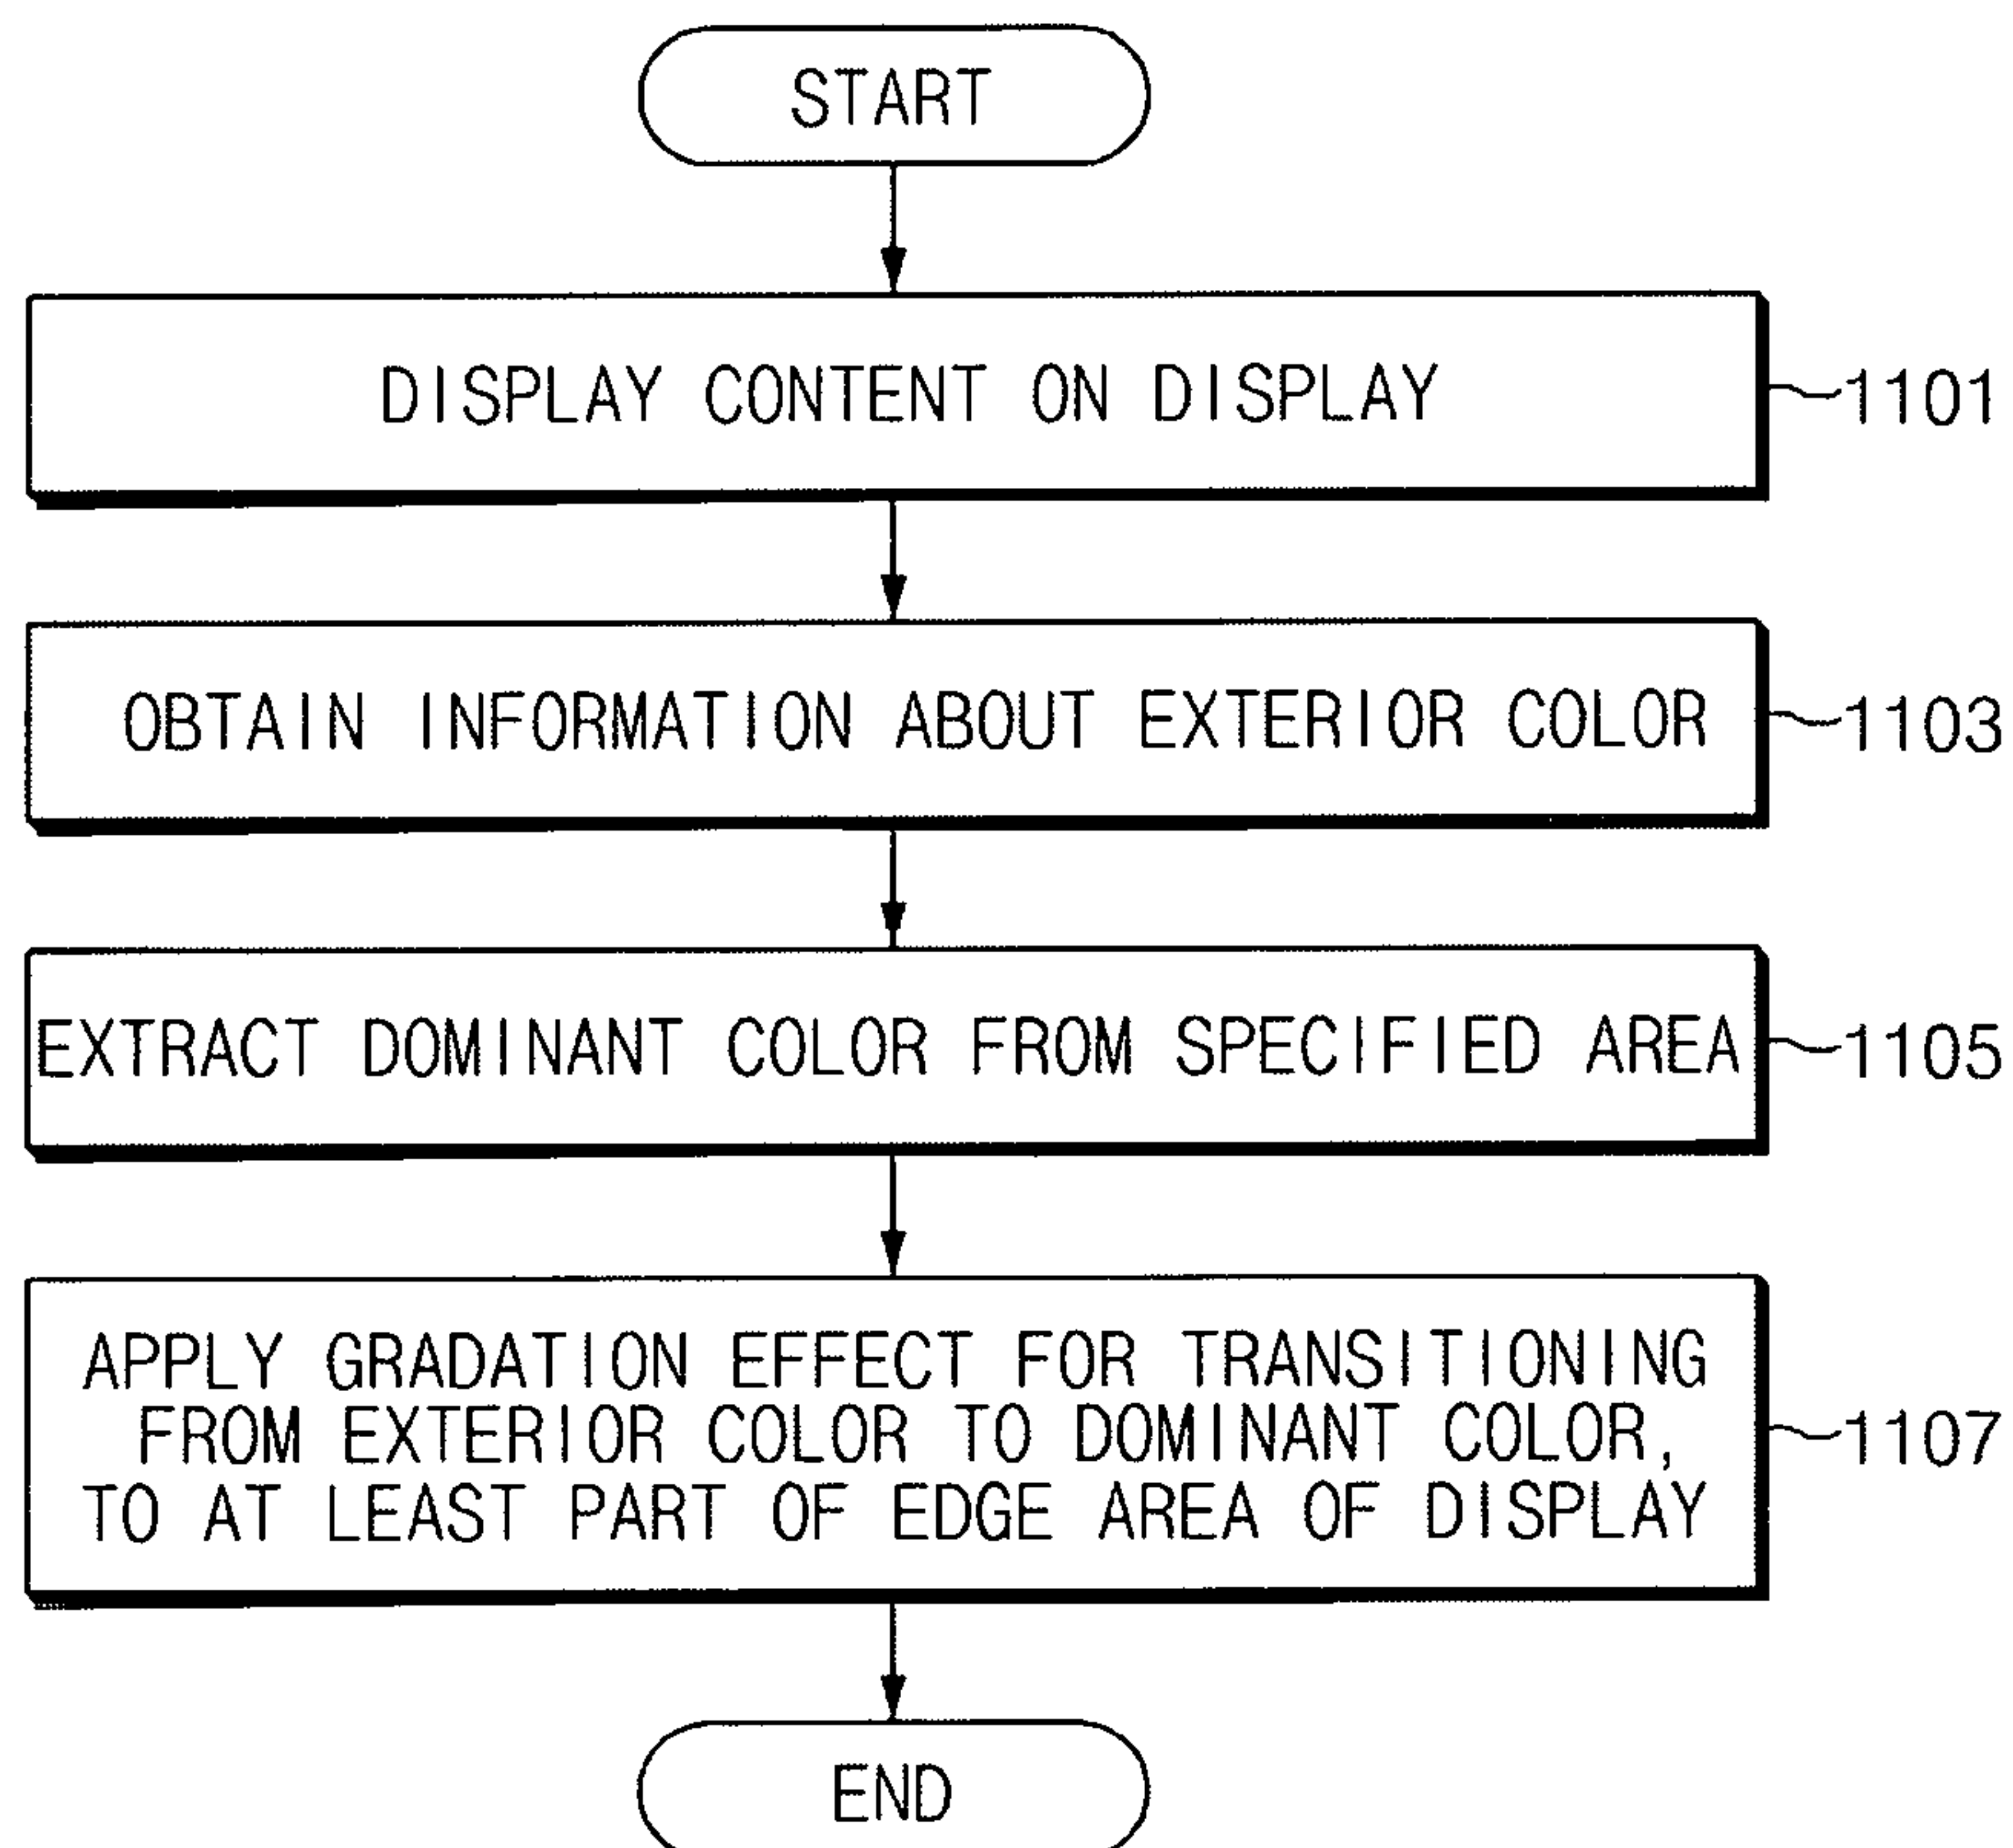 START
DISPLAY CONTENT ON DISPLAY
1101
OBTAIN INFORMATION ABOUT EXTERIOR COLOR
1103
EXTRACT DOMINANT COLOR FROM SPECIFIED AREA
1105
APPLY GRADATION EFFECT FOR TRANSITIONING
FROM EXTERIOR COLOR TO DOMINANT COLOR,
TO AT LEAST PART OF EDGE AREA OF DISPLAY
1107
END